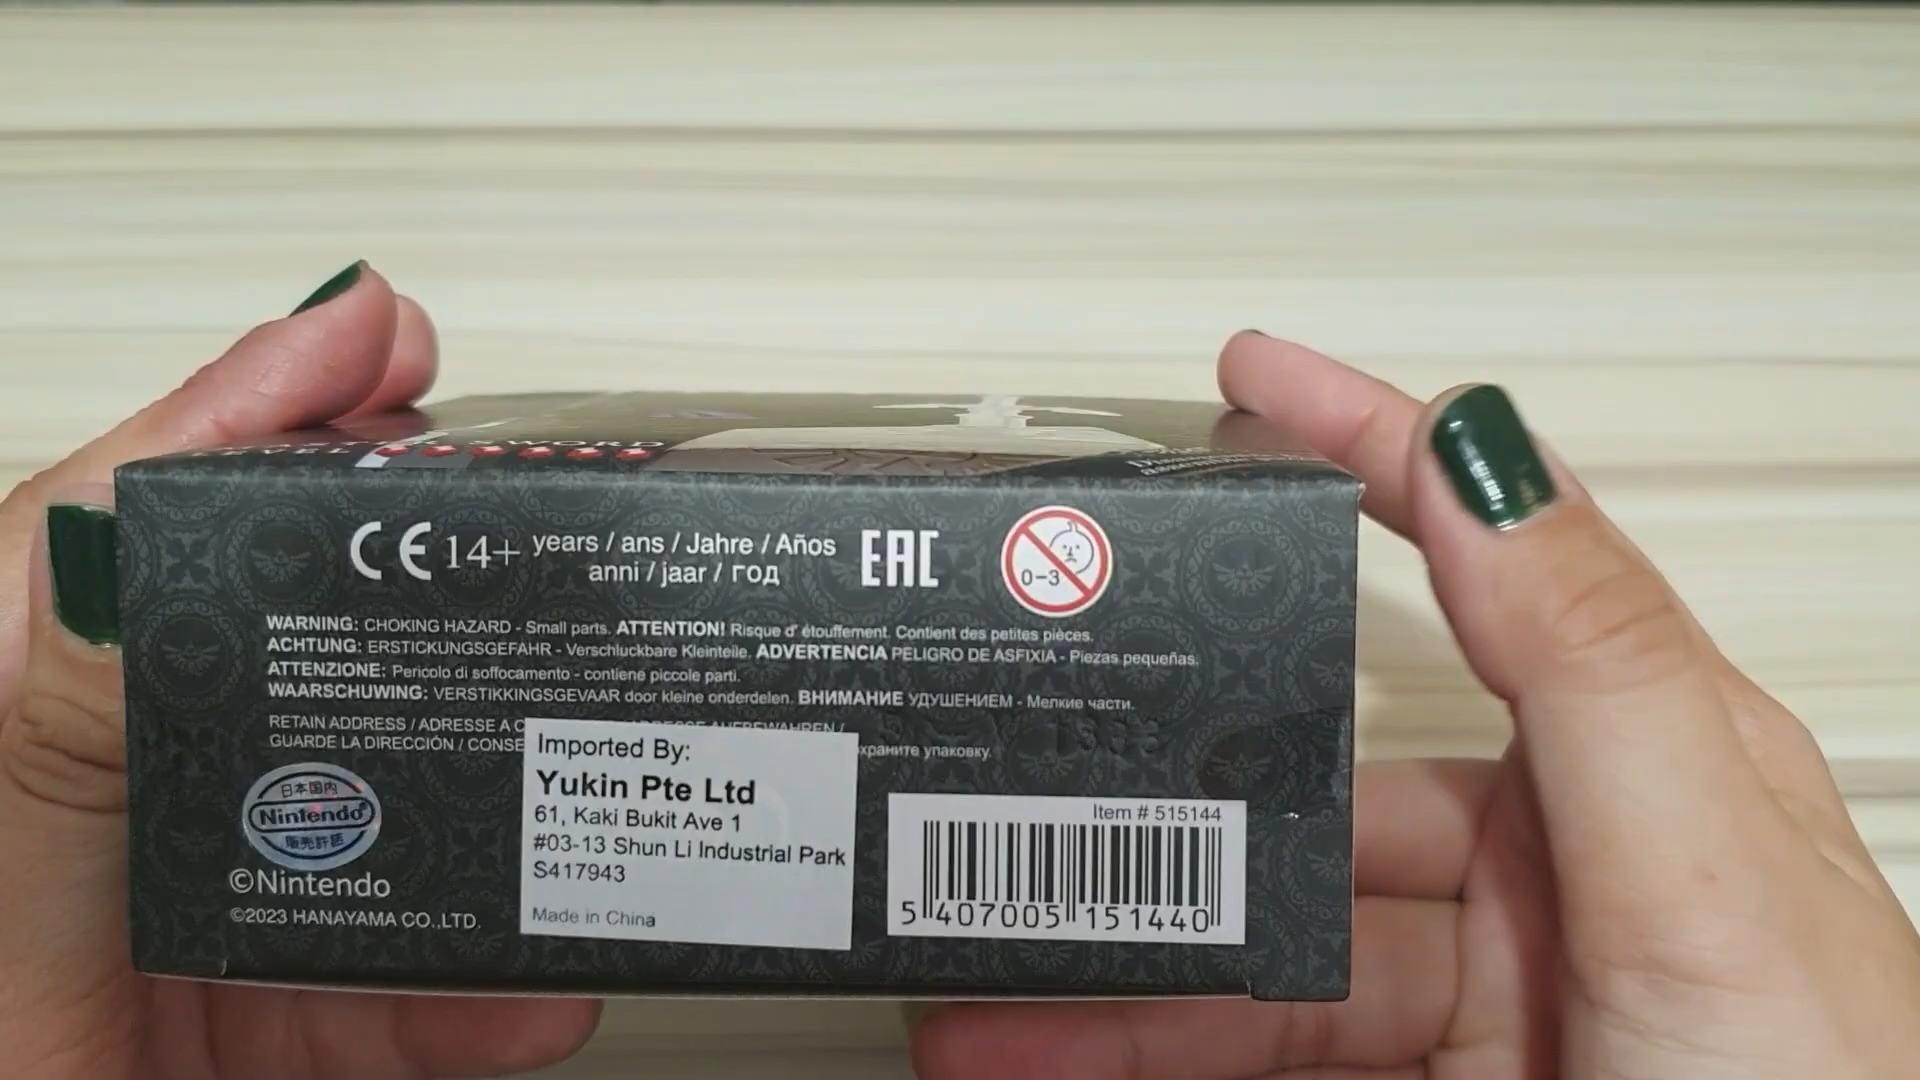 MASTER SWORD
LEVEL
CE 14+ years / ans / Jahre / Años
anni / jaar / год
EAC
0-3
WARNING: CHOKING HAZARD - Small parts. ATTENTION! Risque d' étouffement. Contient des petites pièces.
ACHTUNG: ERSTICKUNGSGEFAHR - Verschluckbare Kleinteile. ADVERTENCIA PELIGRO DE ASFIXIA - Piezas pequeñas.
ATTENZIONE: Pericolo di soffocamento - contiene piccole parti.
WAARSCHUWING: VERSTIKKINGSGEVAAR door kleine onderdelen. ВНИМАНИЕ УДУШЕНИЕМ - Мелкие части.
RETAIN ADDRESS / ADRESSE A C
GUARDE LA DIRECCIÓN / CONSE
храните упаковку.
日本国内
Nintendo
販売許諾
©Nintendo
©2023 HANAYAMA CO.,LTD.
Imported By:
Yukin Pte Ltd
61, Kaki Bukit Ave 1
#03-13 Shun Li Industrial Park
S417943
Made in China
Item # 515144
5 407005 151440